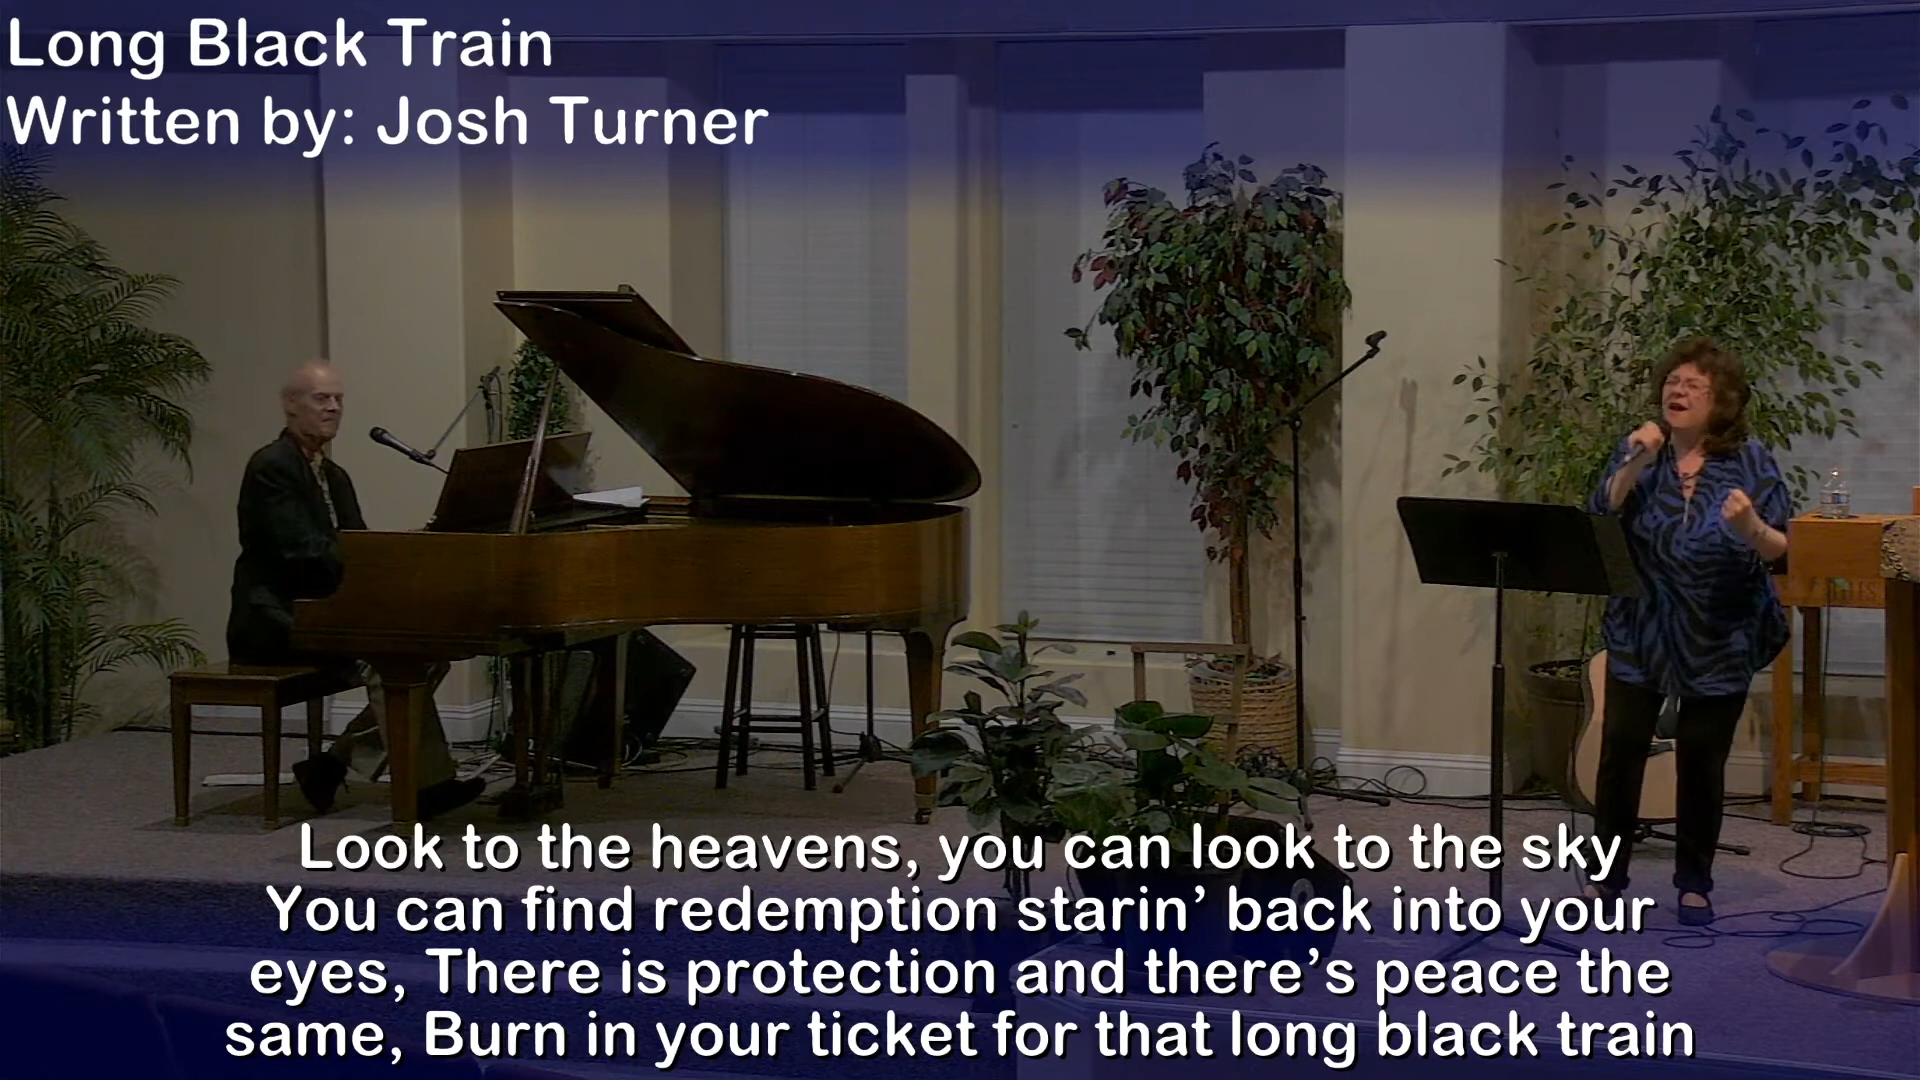 Long Black Train
Written by: Josh Turner
Look to the heavens, you can look to the sky
You can find redemption starin’ back into your
eyes, There is protection and there’s peace the
same, Burn in your ticket for that long black train